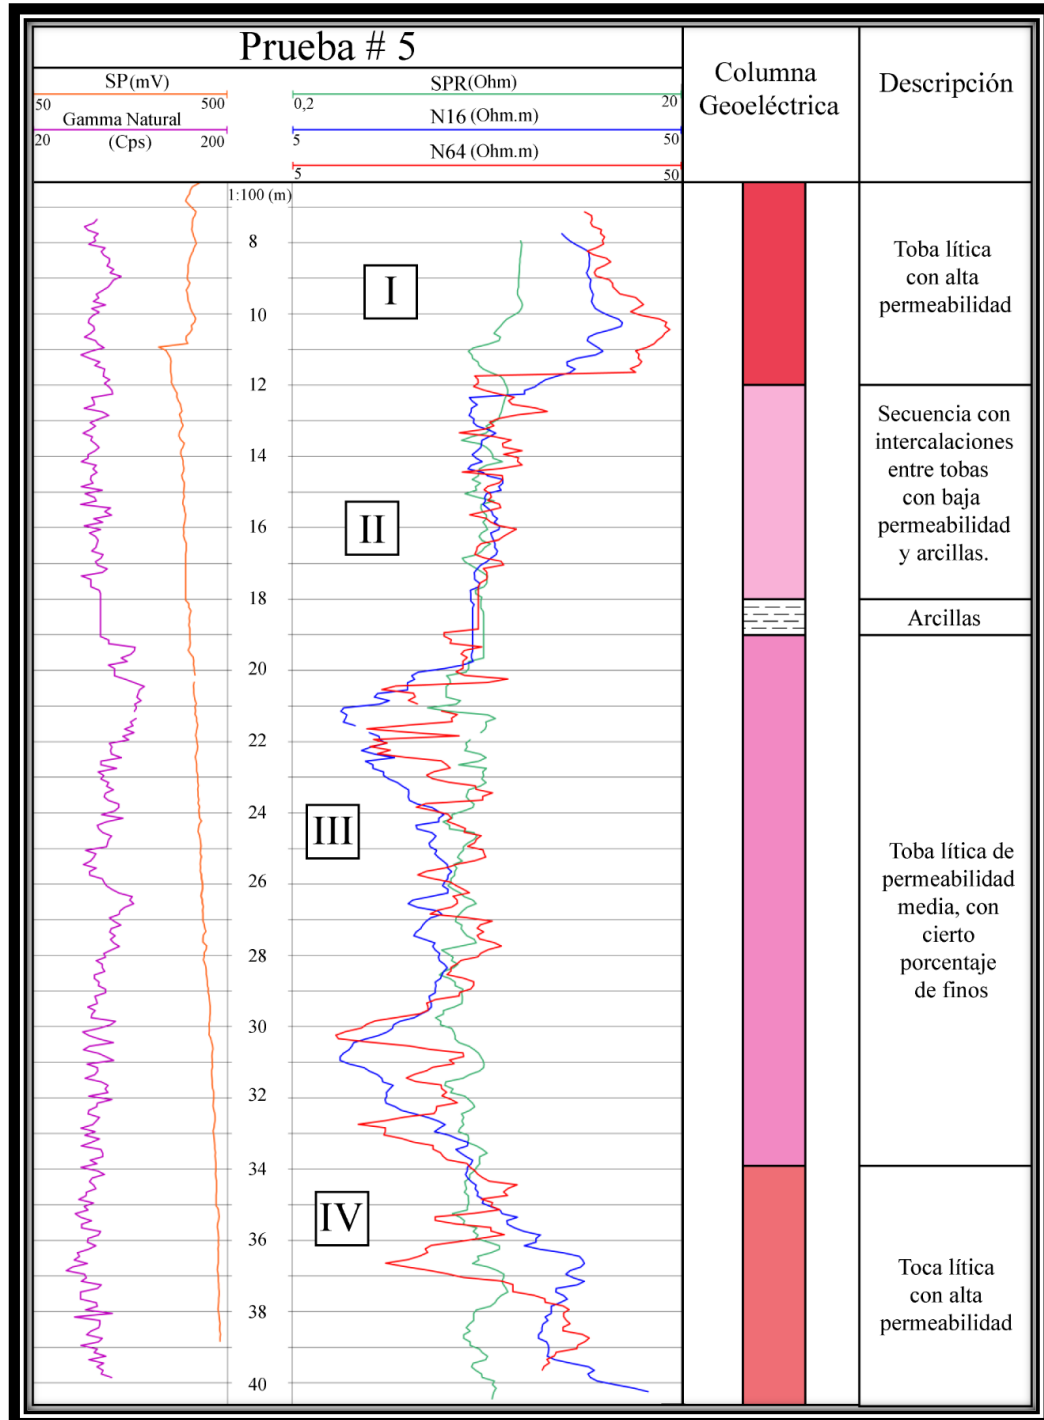 Prueba # 5
SP(mV)
50 500
Gamma Natural
(Cps)
20 200
SPR(Ohm)
0,2 20
N16 (Ohm.m)
5 50
N64 (Ohm.m)
5 50
Columna
Geoeléctrica
Descripción
1:100 (m)
8
10
12
14
16
18
20
22
24
26
28
30
32
34
36
38
40
I
II
III
IV
Toba lítica
con alta
permeabilidad
Secuencia con
intercalaciones
entre tobas
con baja
permeabilidad
y arcillas.
Arcillas
Toba lítica de
permeabilidad
media, con
cierto
porcentaje
de finos
Toca lítica
con alta
permeabilidad